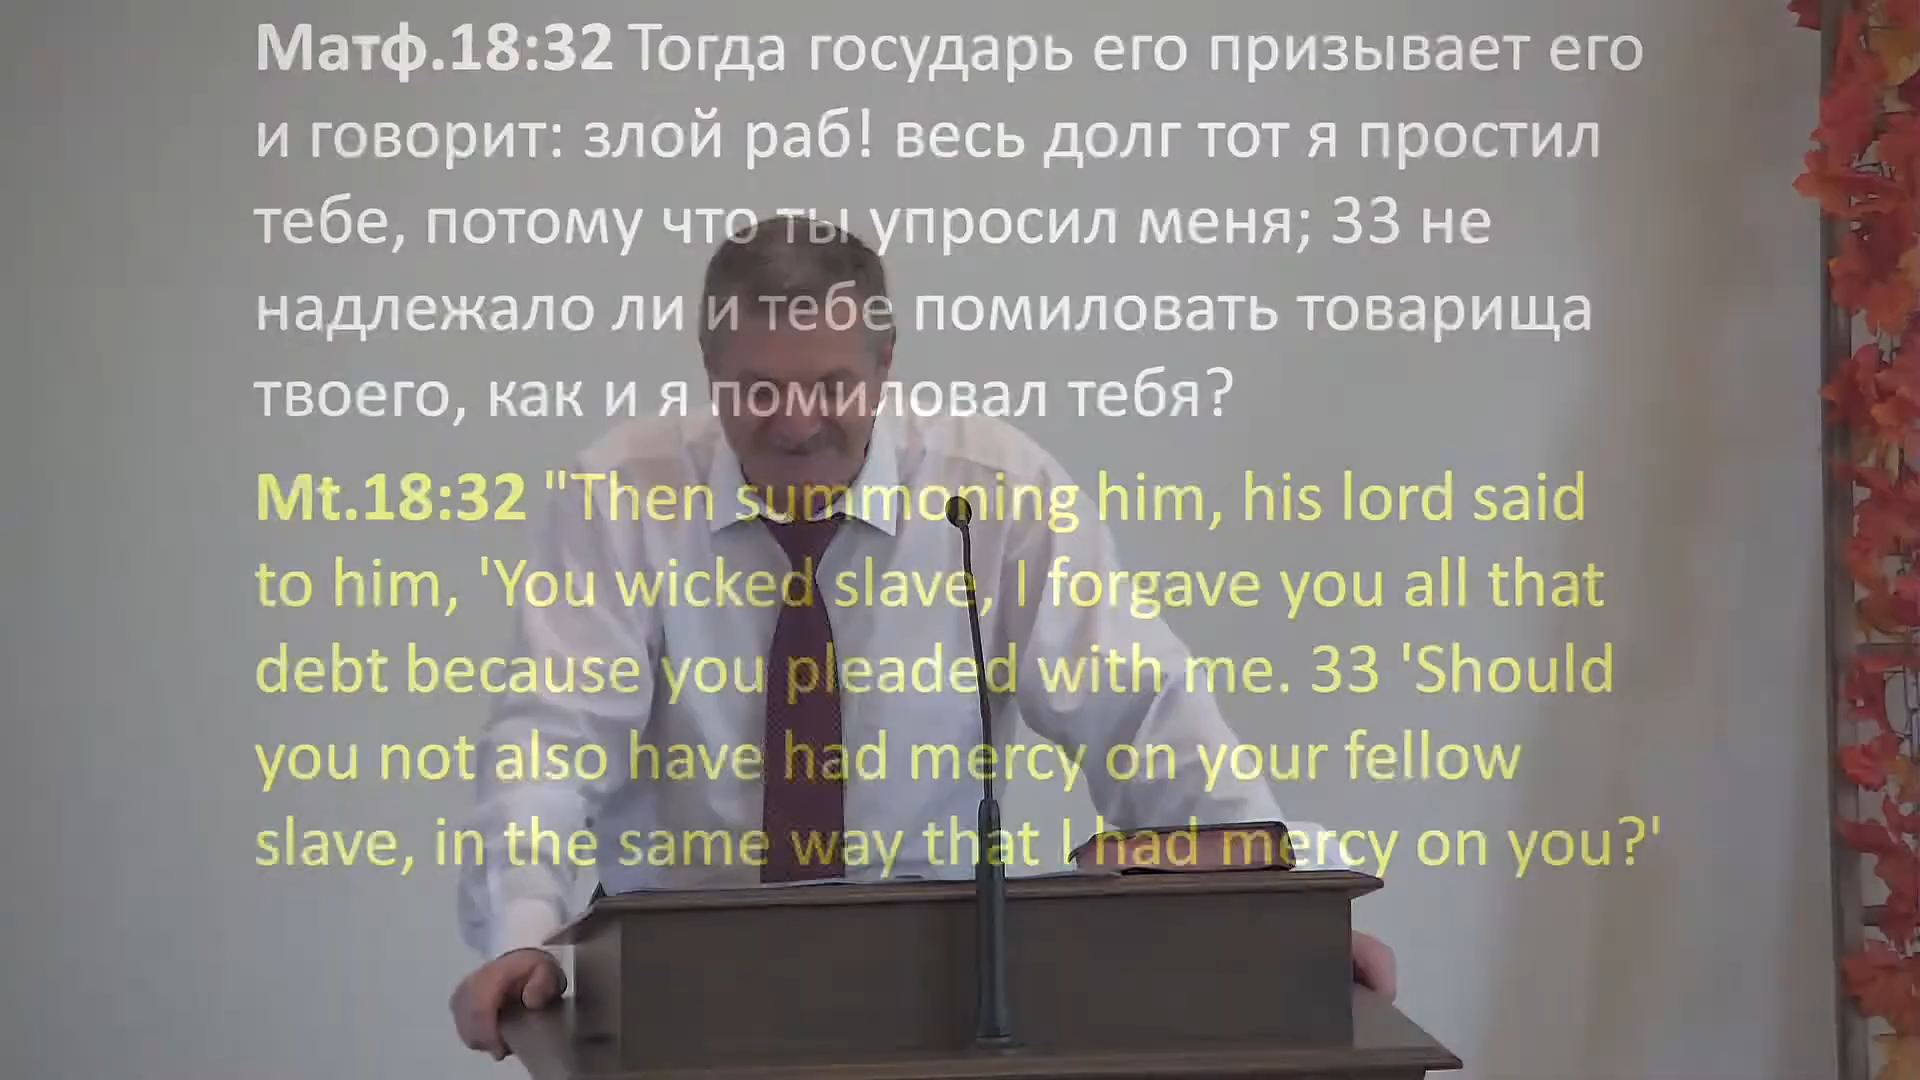 Матф.18:32 Тогда государь его призывает его
и говорит: злой раб! весь долг тот я простил
тебе, потому что ты упросил меня; 33 не
надлежало ли и тебе помиловать товарища
твоего, как и я помиловал тебя?
Mt.18:32 "Then summoning him, his lord said
to him, 'You wicked slave, I forgave you all that
debt because you pleaded with me. 33 'Should
you not also have had mercy on your fellow
slave, in the same way that I had mercy on you?'